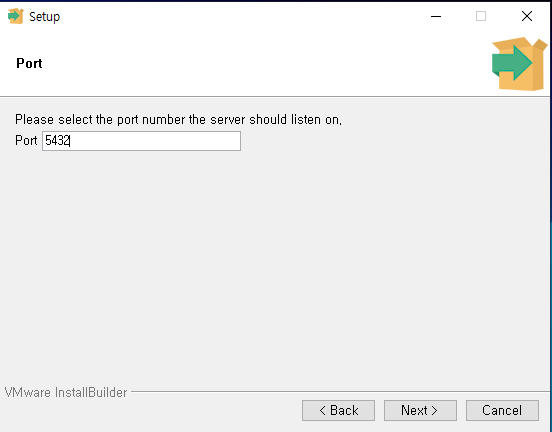 Setup
Port
Please select the port number the server should listen on.
Port 5432
VMware InstallBuilder
< Back Next > Cancel